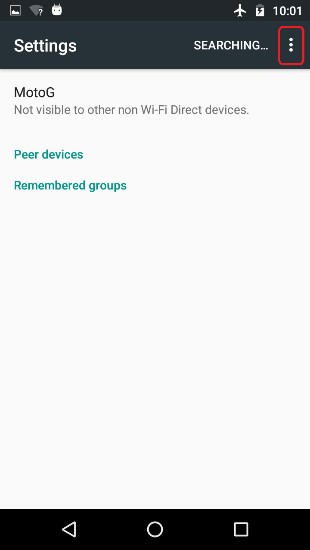 10:01
Settings
SEARCHING...
MotoG
Not visible to other non Wi-Fi Direct devices.
Peer devices
Remembered groups